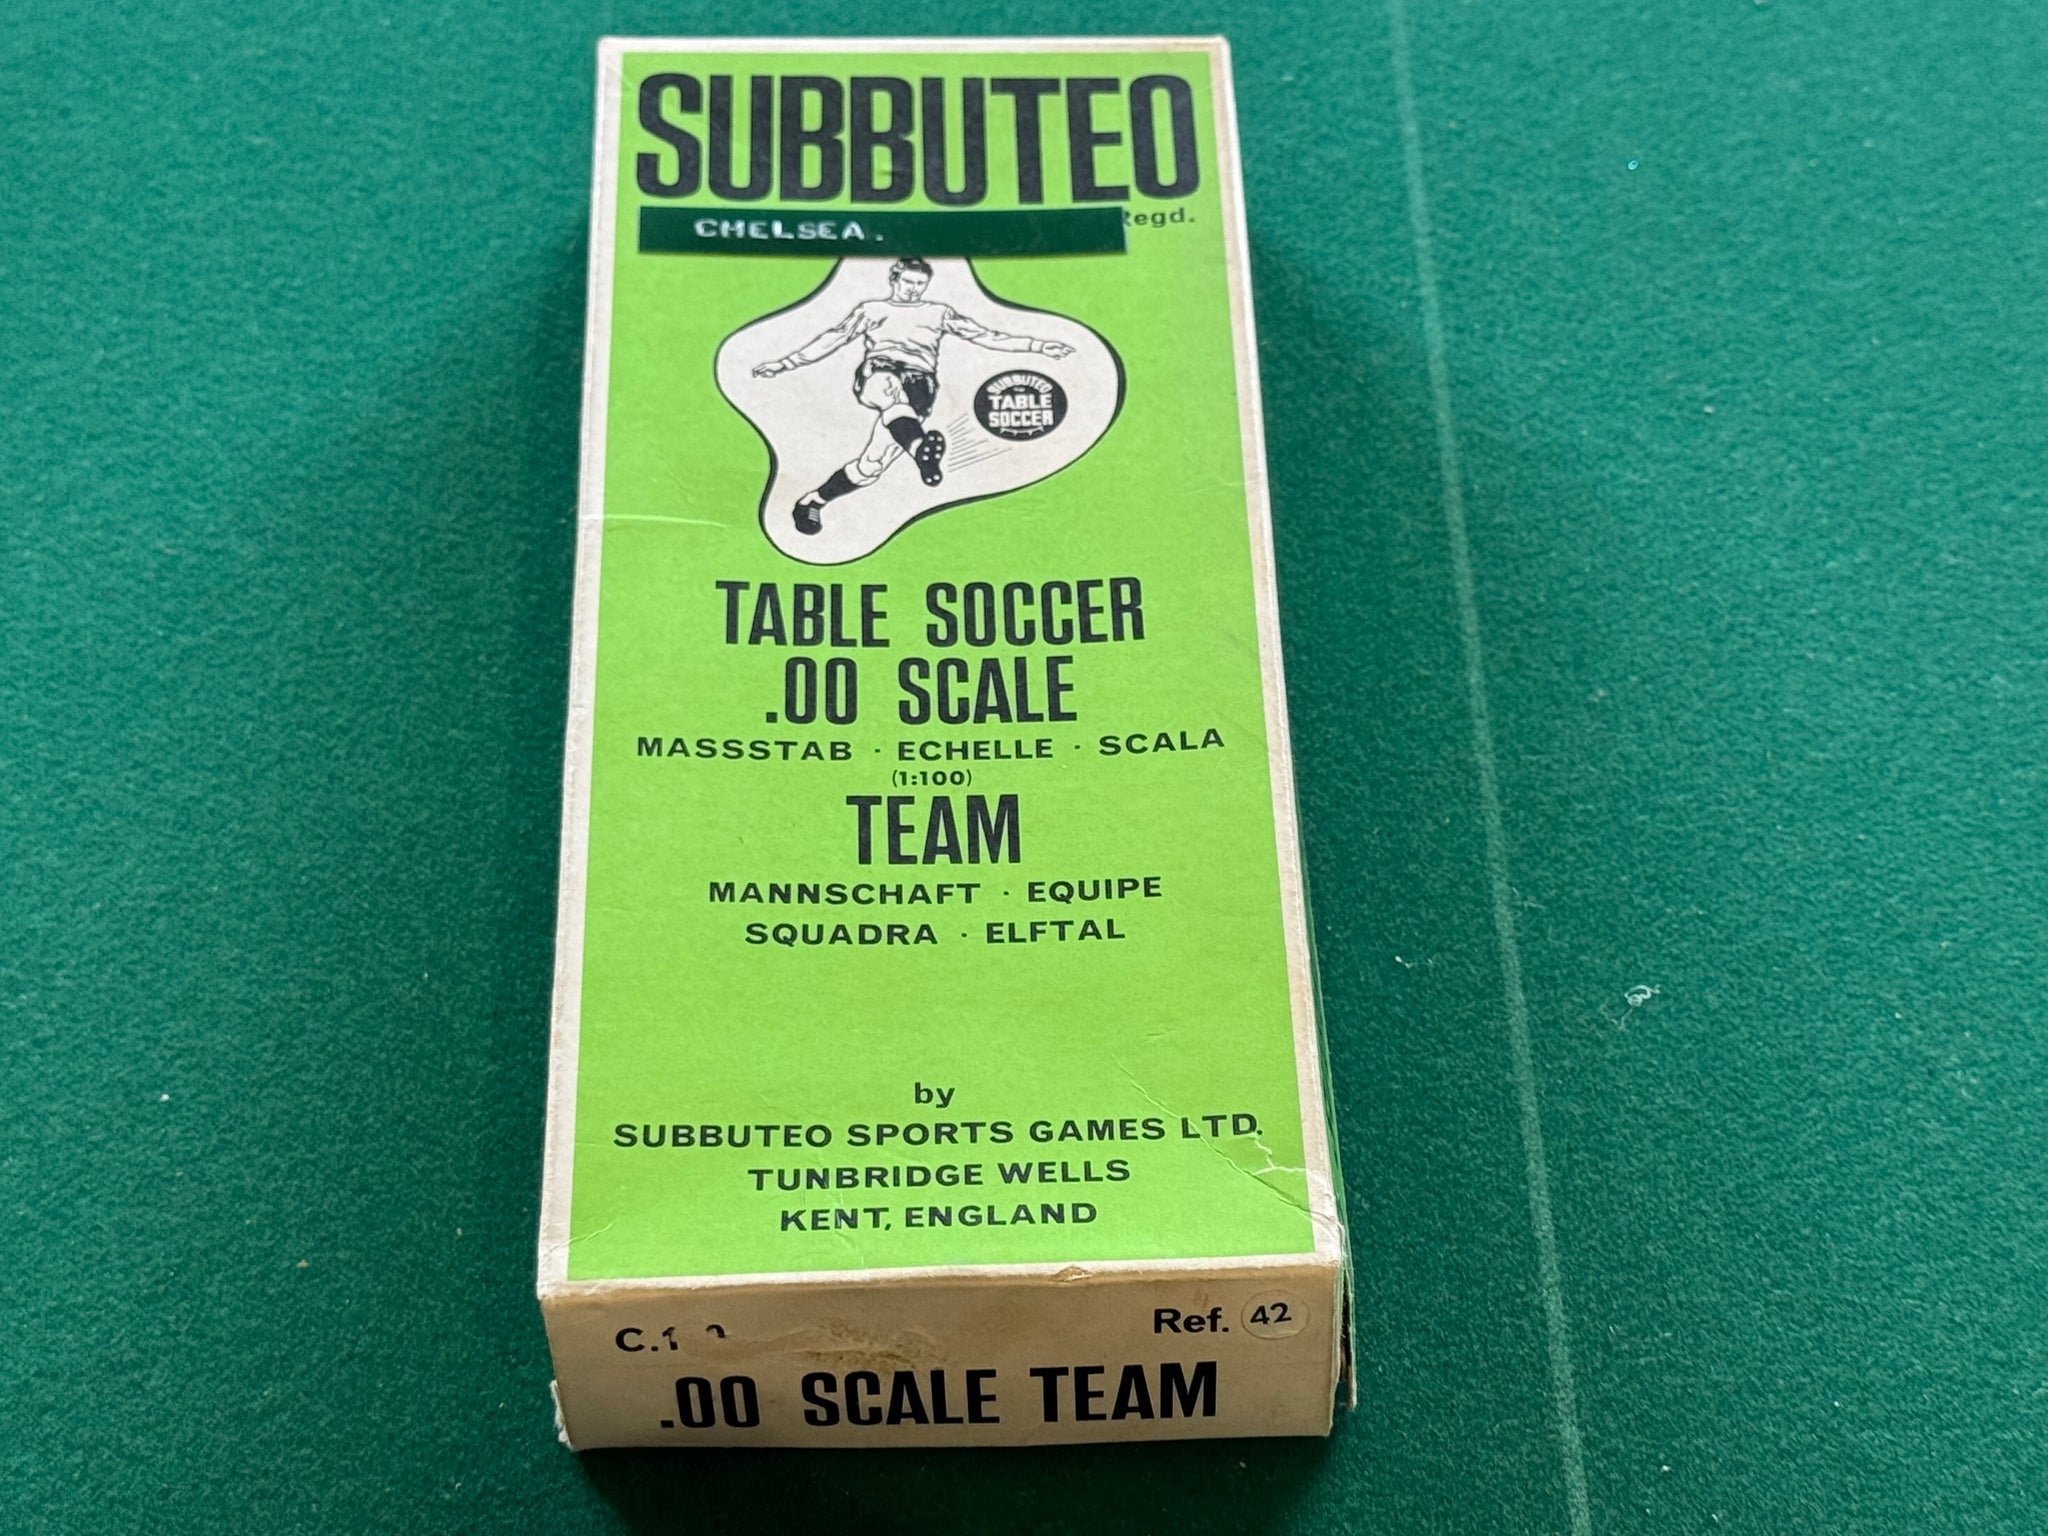 SUBBUTEO
Regd.
CHELSEA.
SUBBUTEO
TABLE
SOCCER
TABLE SOCCER
.00 SCALE
MASSSTAB · ECHELLE · SCALA
(1:100)
TEAM
MANNSCHAFT · EQUIPE
SQUADRA · ELFTAL
by
SUBBUTEO SPORTS GAMES LTD.
TUNBRIDGE WELLS
KENT, ENGLAND
Ref. 42
.00 SCALE TEAM